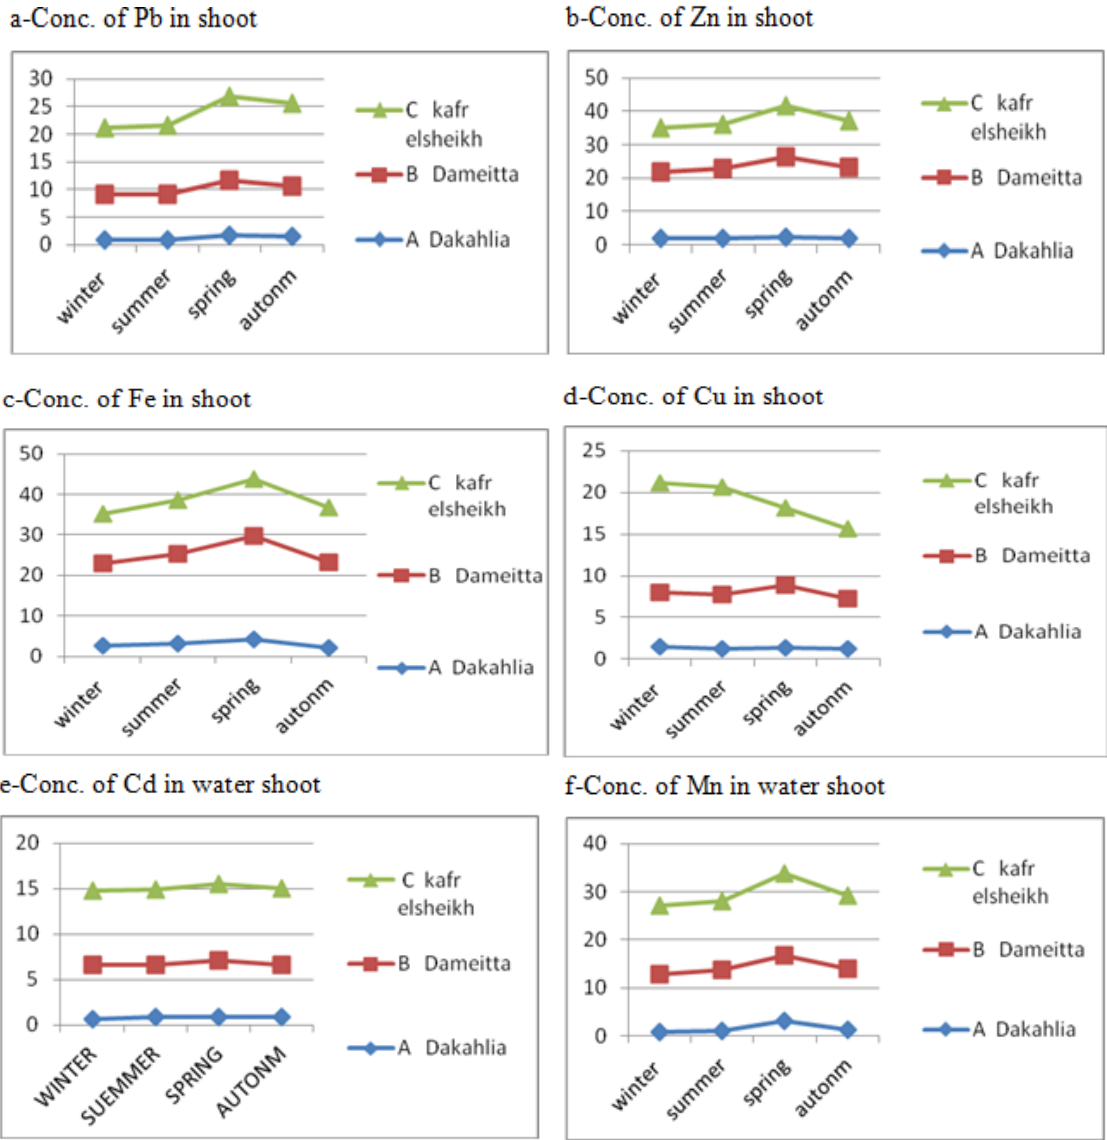 a-Conc. of Pb in shoot
30
25
20
15
10
5
0
winter
summer
spring
autonm
C kafr
elsheikh
B Dameitta
A Dakahlia
b-Conc. of Zn in shoot
50
40
30
20
10
0
winter
summer
spring
autonm
C kafr
elsheikh
B Dameitta
A Dakahlia
c-Conc. of Fe in shoot
50
40
30
20
10
0
winter
summer
spring
autonm
C kafr
elsheikh
B Dameitta
A Dakahlia
d-Conc. of Cu in shoot
25
20
15
10
5
0
winter
summer
spring
autonm
C kafr
elsheikh
B Dameitta
A Dakahlia
e-Conc. of Cd in water shoot
20
15
10
5
0
WINTER
SUEMMER
SPRING
AUTONM
C kafr
elsheikh
B Dameitta
A Dakahlia
f-Conc. of Mn in water shoot
40
30
20
10
0
winter
summer
spring
autonm
C kafr
elsheikh
B Dameitta
A Dakahlia